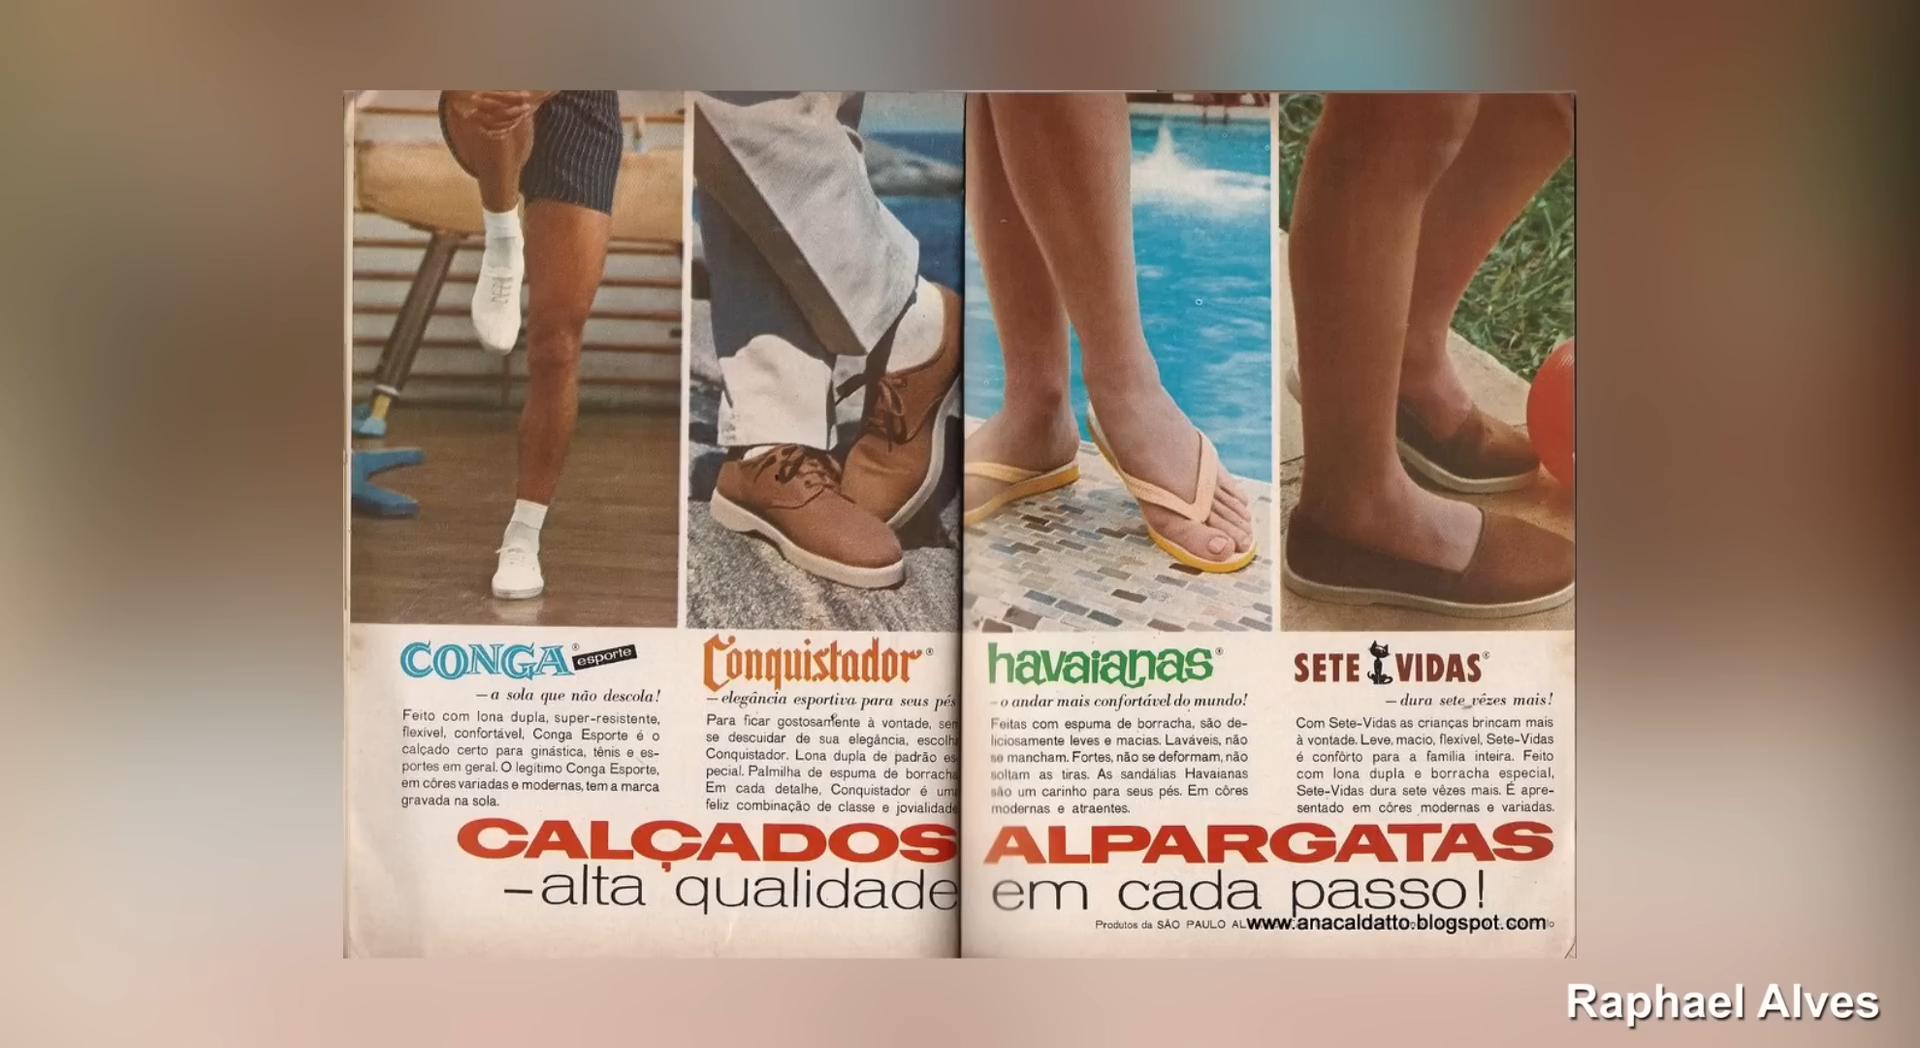 CONGA® esporte
—a sola que não descola!
Feito com lona dupla, super-resistente,
flexível, confortável, Conga Esporte é o
calçado certo para ginástica, tênis e es-
portes em geral. O legítimo Conga Esporte,
em côres variadas e modernas, tem a marca
gravada na sola.
Conquistador®
—elegância esportiva para seus pés
Para ficar gostosamente à vontade, sem
se descuidar de sua elegância, escolha
Conquistador. Lona dupla de padrão es-
pecial. Palmilha de espuma de borracha.
Em cada detalhe, Conquistador é uma
feliz combinação de classe e jovialidade
havaianas®
—o andar mais confortável do mundo!
Feitas com espuma de borracha, são de-
liciosamente leves e macias. Laváveis, não
se mancham. Fortes, não se deformam, não
soltam as tiras. As sandálias Havaianas
são um carinho para seus pés. Em côres
modernas e atraentes.
SETE VIDAS®
—dura sete vêzes mais!
Com Sete-Vidas as crianças brincam mais
à vontade. Leve, macio, flexível, Sete-Vidas
é confôrto para a família inteira. Feito
com lona dupla e borracha especial,
Sete-Vidas dura sete vêzes mais. É apre-
sentado em côres modernas e variadas.
CALÇADOS ALPARGATAS
—alta qualidade em cada passo!
Produtos da SÃO PAULO AL
www.anacaldatto.blogspot.com
Raphael Alves